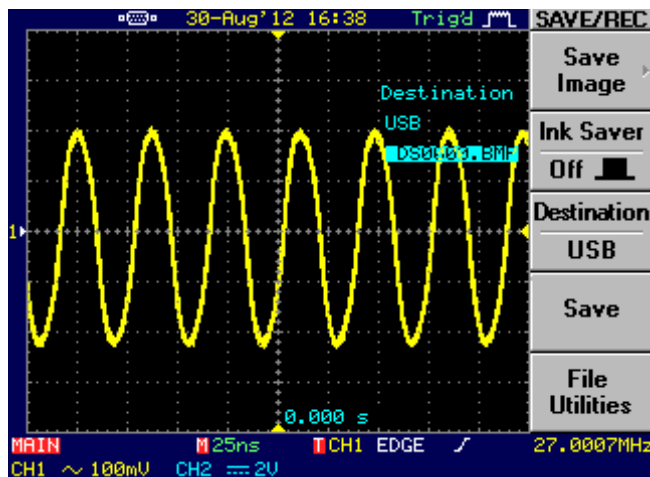 30-Aug'12 16:38 Trig'd SAVE/REC
Save
Image
Destination
USB
Ink Saver
Off
Destination
USB
1
Save
File
Utilities
0.000 s
MAIN M 25ns T CH1 EDGE 27.0007MHz
CH1 ~ 100mV CH2 2V